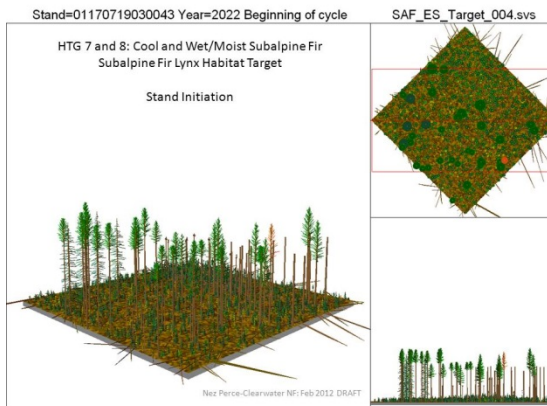 Stand=01170719030043 Year=2022 Beginning of cycle
SAF_ES_Target_004.svs
HTG 7 and 8: Cool and Wet/Moist Subalpine Fir
Subalpine Fir Lynx Habitat Target
Stand Initiation
Nez Perce-Clearwater NF: Feb 2012 DRAFT